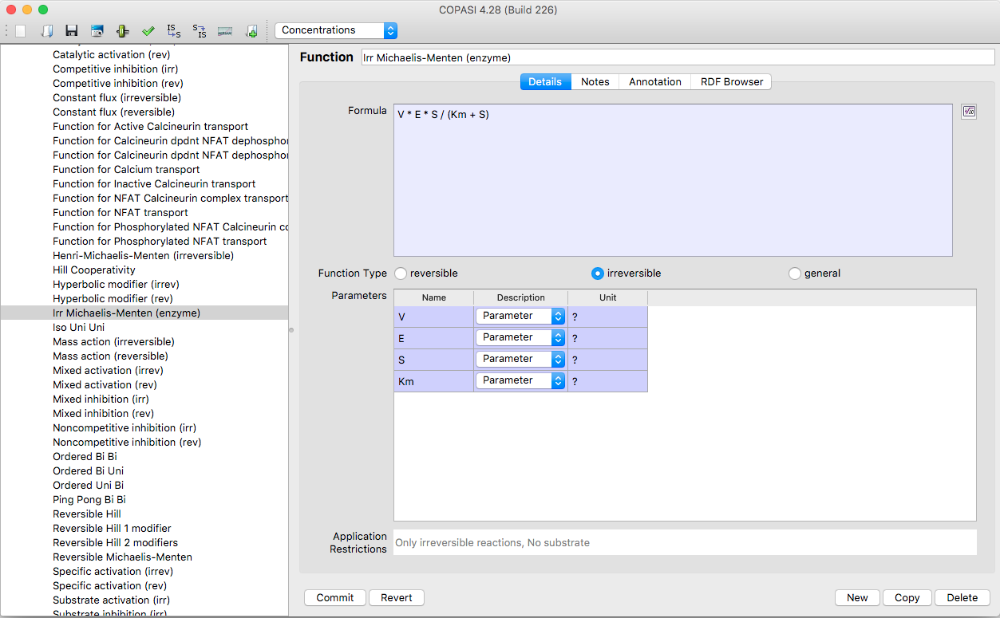 COPASI 4.28 (Build 226)
IS S
S IS
MIRIAM
Concentrations
Catalytic activation (rev)
Competitive inhibition (irr)
Competitive inhibition (rev)
Constant flux (irreversible)
Constant flux (reversible)
Function for Active Calcineurin transport
Function for Calcineurin dpdnt NFAT dephosphor
Function for Calcineurin dpdnt NFAT dephosphor
Function for Calcium transport
Function for Inactive Calcineurin transport
Function for NFAT Calcineurin complex transport
Function for NFAT transport
Function for Phosphorylated NFAT Calcineurin co
Function for Phosphorylated NFAT transport
Henri-Michaelis-Menten (irreversible)
Hill Cooperativity
Hyperbolic modifier (irrev)
Hyperbolic modifier (rev)
Irr Michaelis-Menten (enzyme)
Iso Uni Uni
Mass action (irreversible)
Mass action (reversible)
Mixed activation (irrev)
Mixed activation (rev)
Mixed inhibition (irr)
Mixed inhibition (rev)
Noncompetitive inhibition (irr)
Noncompetitive inhibition (rev)
Ordered Bi Bi
Ordered Bi Uni
Ordered Uni Bi
Ping Pong Bi Bi
Reversible Hill
Reversible Hill 1 modifier
Reversible Hill 2 modifiers
Reversible Michaelis-Menten
Specific activation (irrev)
Specific activation (rev)
Substrate activation (irr)
Substrate inhibition (irr)
Function Irr Michaelis-Menten (enzyme)
Details Notes Annotation RDF Browser
Formula V * E * S / (Km + S)
Function Type reversible irreversible general
Parameters Name Description Unit
V Parameter ?
E Parameter ?
S Parameter ?
Km Parameter ?
Application
Restrictions
Only irreversible reactions, No substrate
Commit Revert New Copy Delete